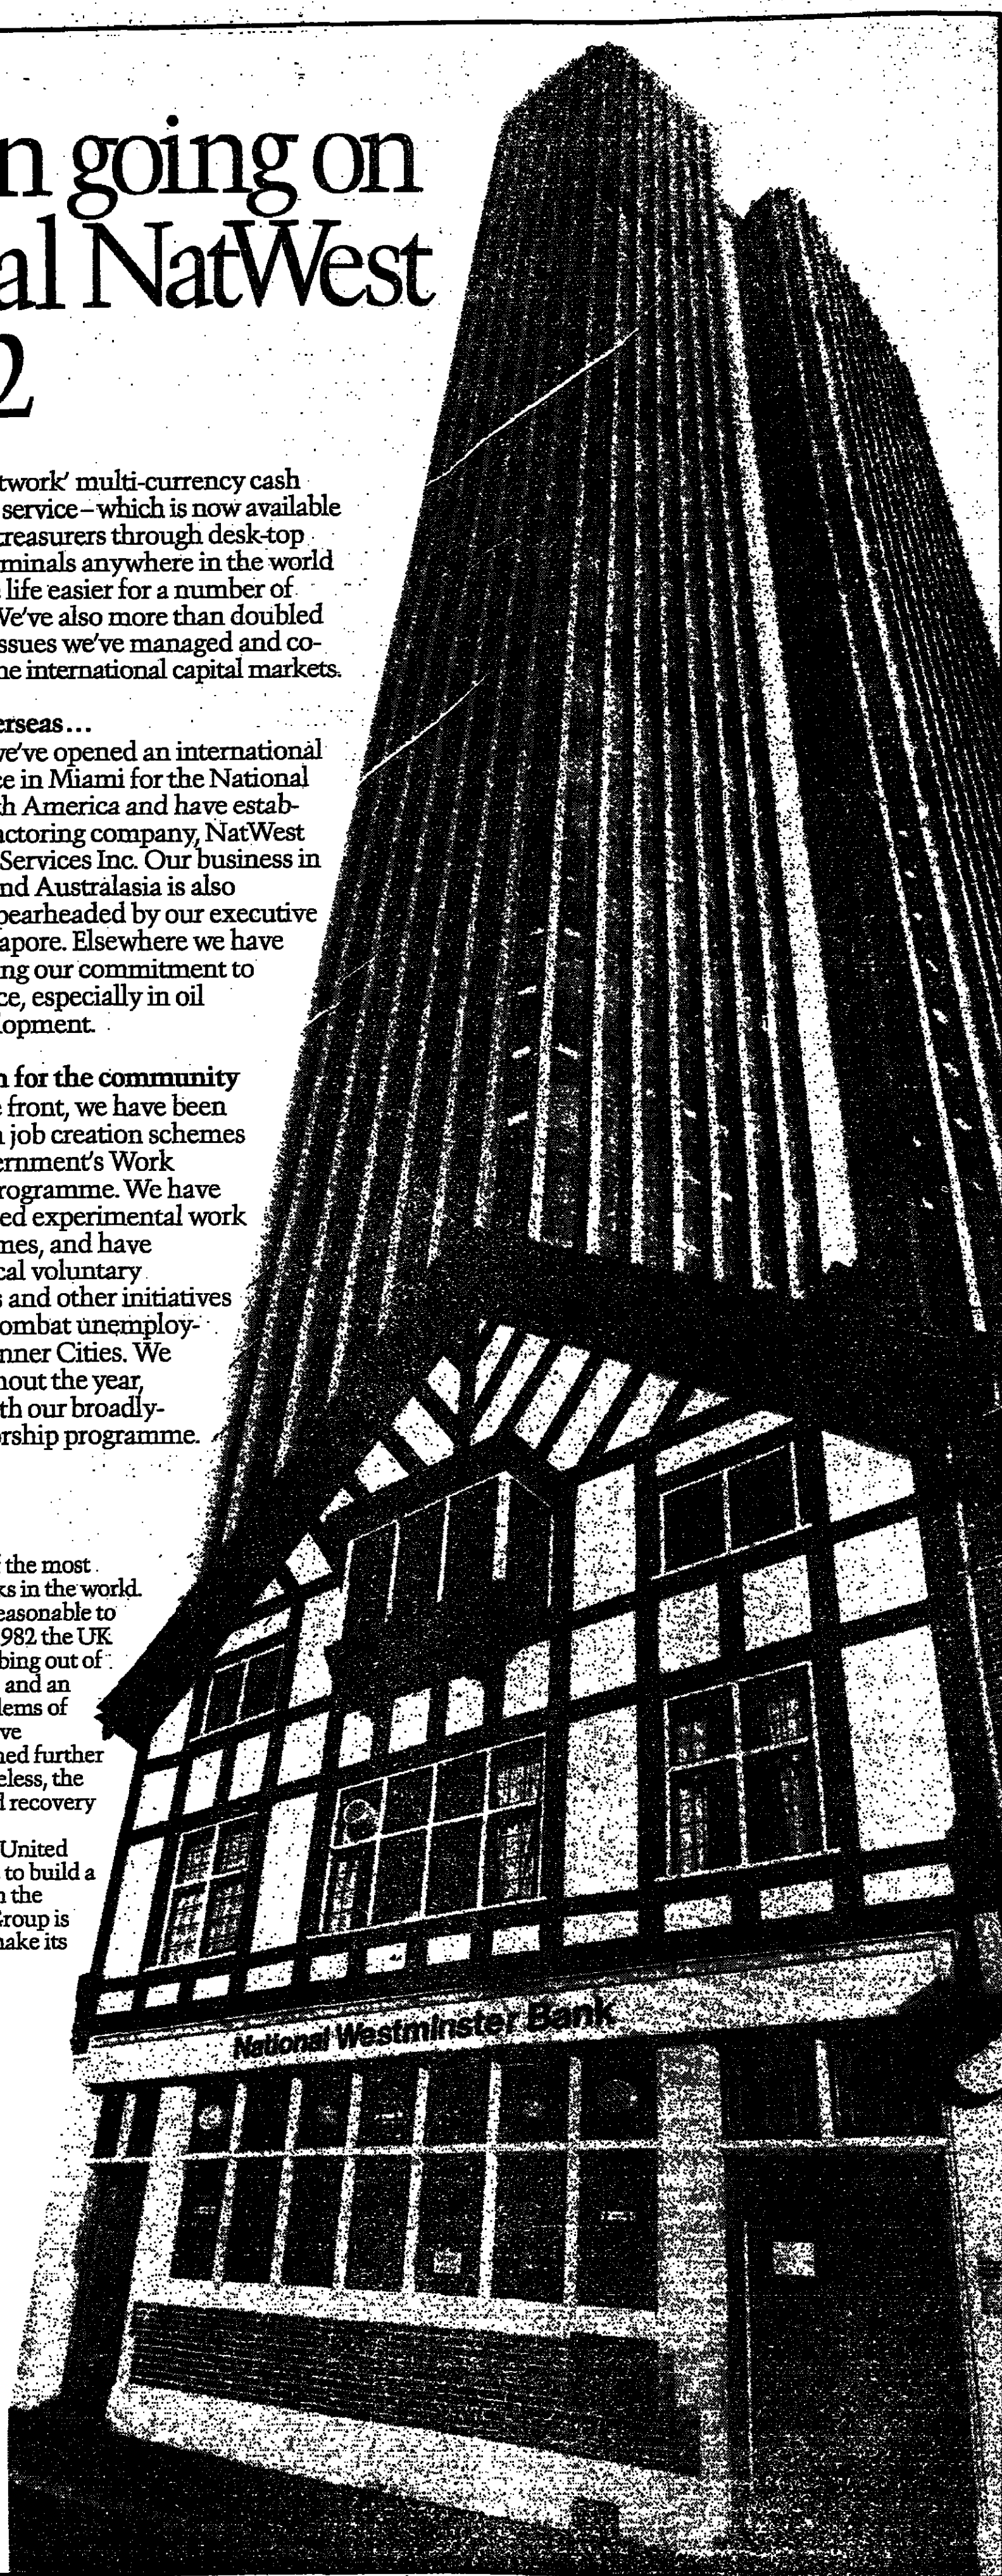 n going on
al NatWest
2
twork' multi-currency cash
service–which is now available
treasurers through desk-top
minals anywhere in the world
life easier for a number of
We've also more than doubled
ssues we've managed and co-
he international capital markets.
erseas...
we've opened an international
ce in Miami for the National
th America and have estab-
actoring company, NatWest
Services Inc. Our business in
nd Australasia is also
pearheaded by our executive
apore. Elsewhere we have
ng our commitment to
ce, especially in oil
lopment.
n for the community
e front, we have been
n job creation schemes
ernment's Work
rogramme. We have
ed experimental work
mes, and have
cal voluntary
s and other initiatives
ombat unemploy-
nner Cities. We
hout the year,
th our broadly-
rship programme.
f the most
ks in the world.
easonable to
982 the UK
bing out of
and an
lems of
ve
ned further
eless, the
d recovery
United
to build a
n the
Group is
make its
National Westminster Bank